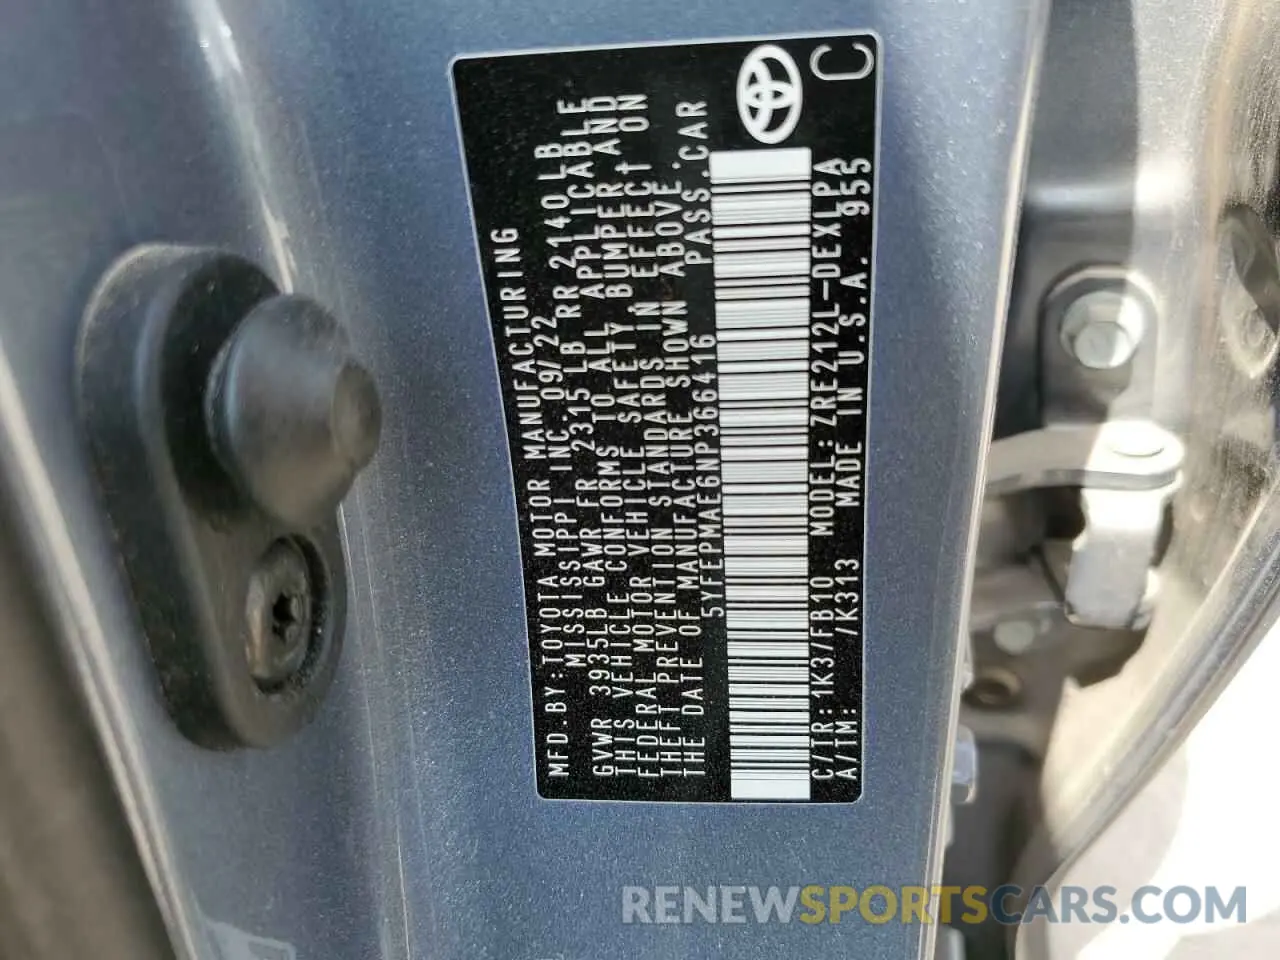 MFD.BY:TOYOTA MOTOR MANUFACTURING
MISSISSIPPI INC. 09/22
GVWR 3935LB GAWR FR 2315 LB RR 2140LB
THIS VEHICLE CONFORMS TO ALL APPLICABLE
FEDERAL MOTOR VEHICLE SAFETY BUMPER AND
THEFT PREVENTION STANDARDS IN EFFECT ON
THE DATE OF MANUFACTURE SHOWN ABOVE.
5YFEPMAE6NP366416 PASS.CAR
C/TR:1K3/FB10 MODEL:ZRE212L-DEXLPA
A/TM: /K313 MADE IN U.S.A. 955
C
RENEWSPORTSCARS.COM